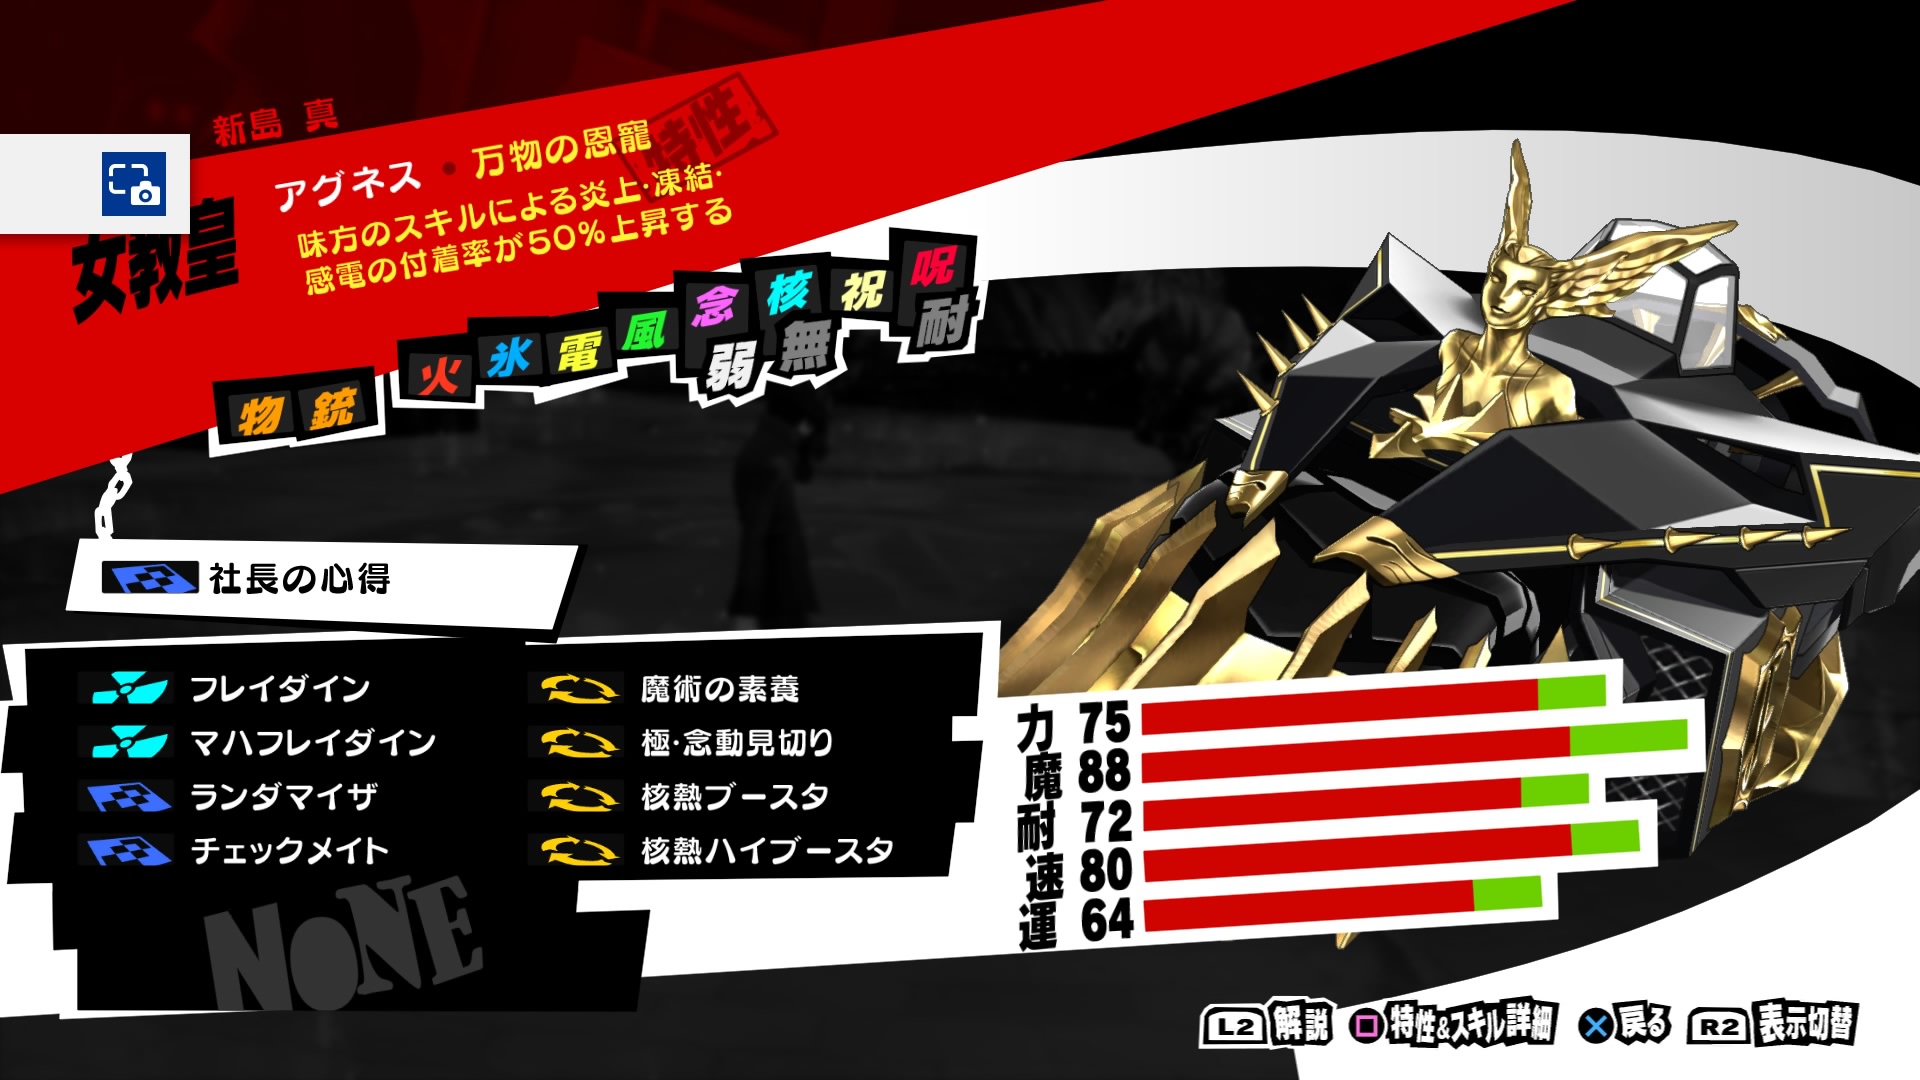 新島 真
特性
女教皇
アグネス・万物の恩寵
味方のスキルによる炎上・凍結・
感電の付着率が50%上昇する
物 銃 火 氷 電 風 念 核 祝 呪
弱 無 耐
社長の心得
フレイダイン
マハフレイダイン
ランダマイザ
チェックメイト
魔術の素養
極・念動見切り
核熱ブースタ
核熱ハイブースタ
NONE
力 75
魔 88
耐 72
速 80
運 64
L2 解説 特性&スキル詳細 戻る R2 表示切替